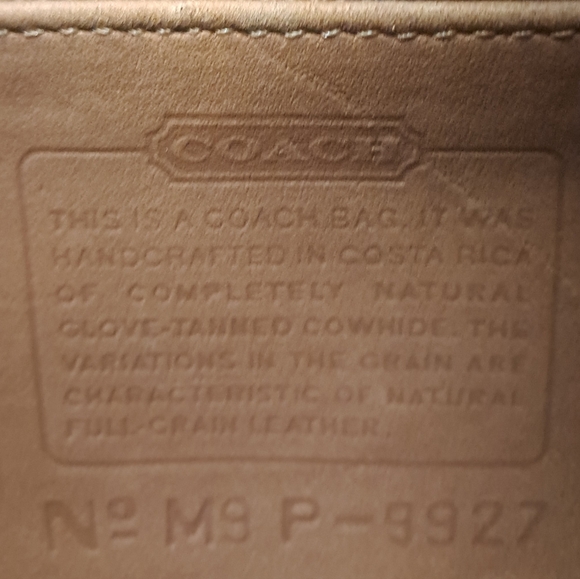 COACH
THIS IS A COACH BAG. IT WAS
HANDCRAFTED IN COSTA RICA
OF COMPLETELY NATURAL
GLOVE-TANNED COWHIDE. THE
VARIATIONS IN THE GRAIN ARE
CHARACTERISTIC OF NATURAL
FULL-GRAIN LEATHER.
Nº M9 P-9927